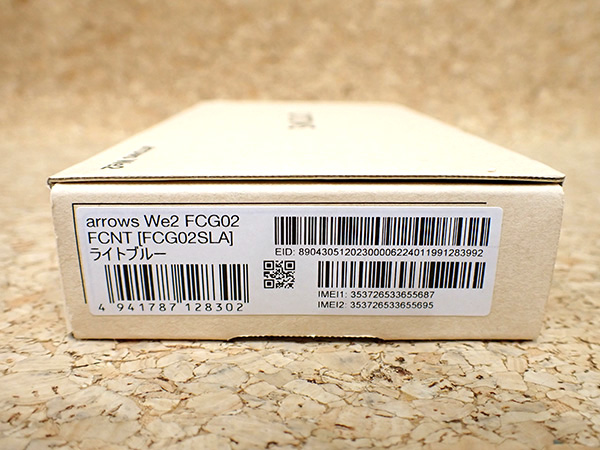 arrows We2 FCG02
FCNT [FCG02SLA]
ライトブルー
4 941787 128302
EID: 89043051202300006224011991283992
IMEI1: 353726533655687
IMEI2: 353726533655695